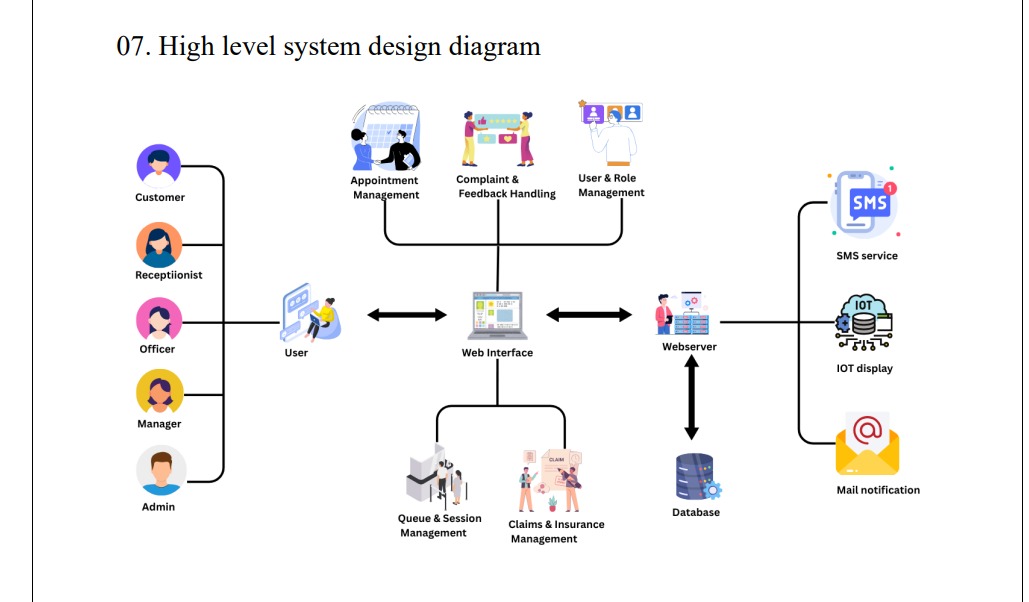 07. High level system design diagram
Appointment
Management
Complaint &
Feedback Handling
User & Role
Management
Customer
Receptiionist
Officer
Manager
Admin
User
Web Interface
Webserver
SMS
1
SMS service
IOT
IOT display
@
Mail notification
CLAIM
Queue & Session
Management
Claims & Insurance
Management
Database